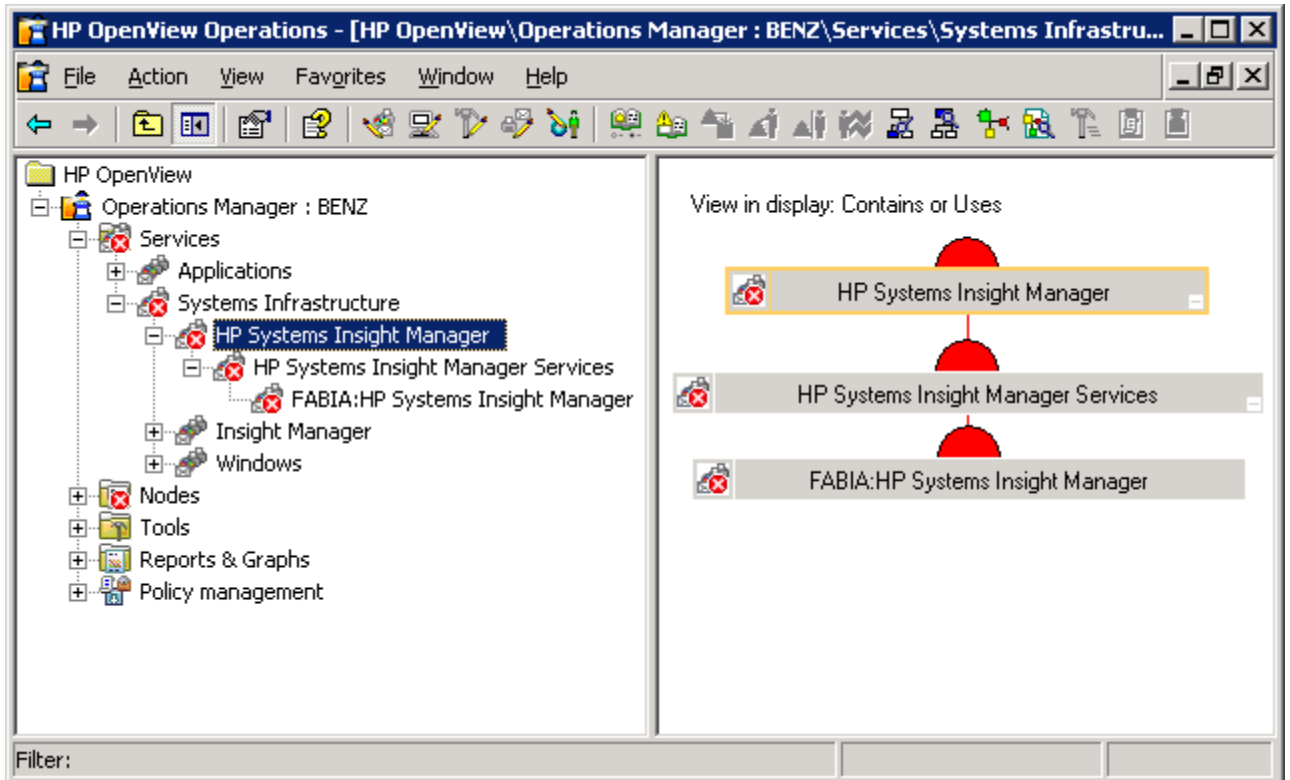 HP OpenView Operations - [HP OpenView\Operations Manager : BENZ\Services\Systems Infrastru...
File Action View Favorites Window Help
HP OpenView
Operations Manager : BENZ
Services
Applications
Systems Infrastructure
HP Systems Insight Manager
HP Systems Insight Manager Services
FABIA:HP Systems Insight Manager
Insight Manager
Windows
Nodes
Tools
Reports & Graphs
Policy management
View in display: Contains or Uses
HP Systems Insight Manager
HP Systems Insight Manager Services
FABIA:HP Systems Insight Manager
Filter: